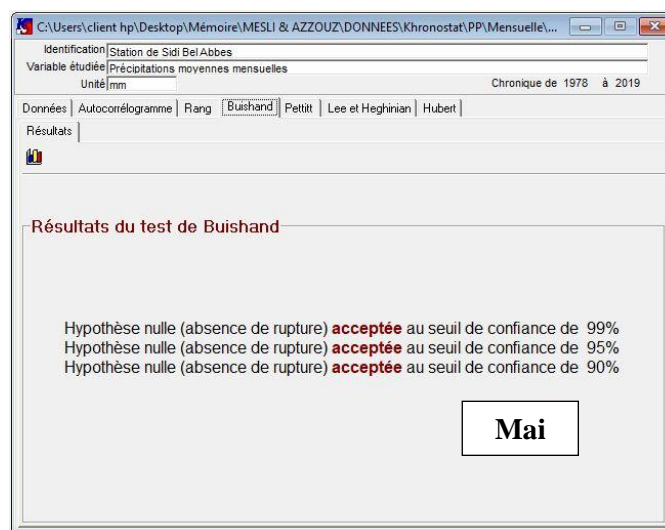 C:\Users\client hp\Desktop\Mémoire\MESLI & AZZOUZ\DONNEES\Khronostat\PP\Mensuelle\...
Identification Station de Sidi Bel Abbes
Variable étudiée Précipitations moyennes mensuelles
Unité mm Chronique de 1978 à 2019
Données Autocorrélogramme Rang Buishand Pettitt Lee et Heghinian Hubert
Résultats
Résultats du test de Buishand
Hypothèse nulle (absence de rupture) acceptée au seuil de confiance de 99%
Hypothèse nulle (absence de rupture) acceptée au seuil de confiance de 95%
Hypothèse nulle (absence de rupture) acceptée au seuil de confiance de 90%
Mai